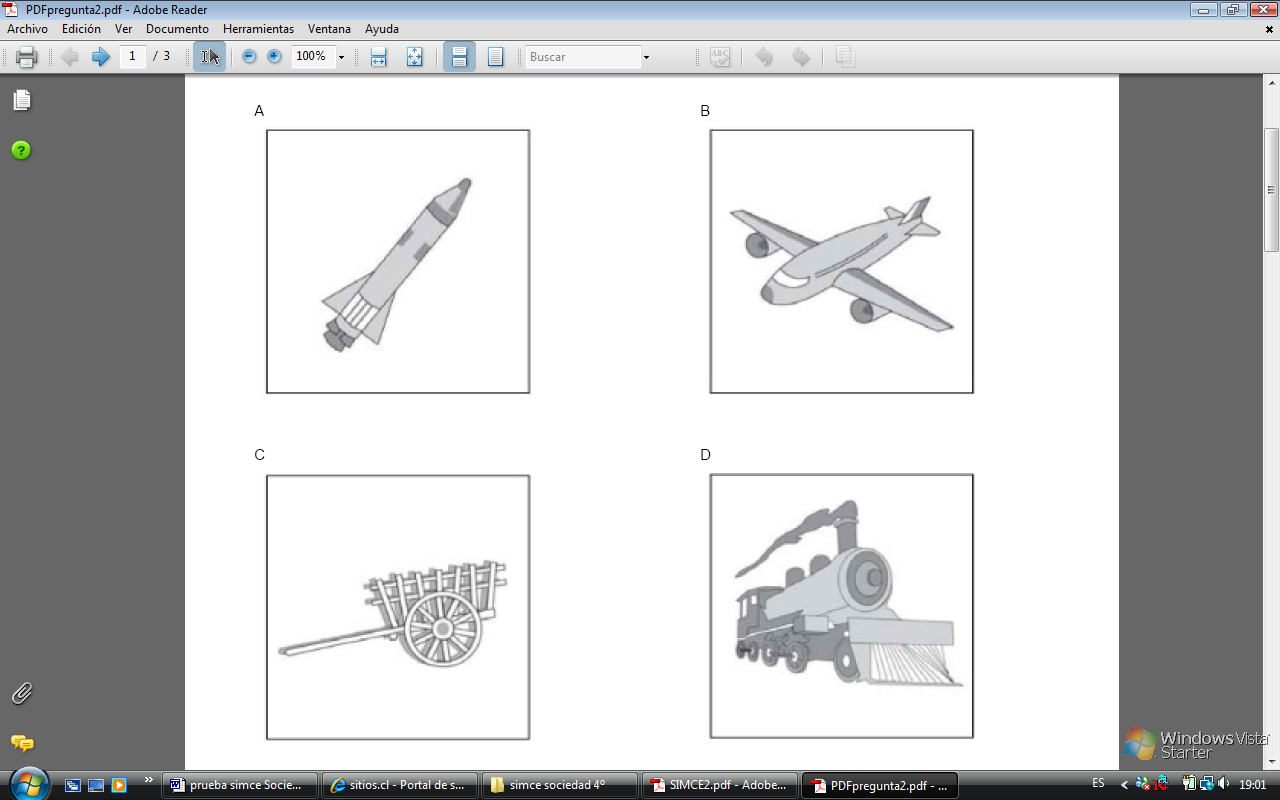 PDFpregunta2.pdf - Adobe Reader
Archivo Edición Ver Documento Herramientas Ventana Ayuda
1 / 3 100% Buscar
A B
C D
Windows Vista
Starter
prueba simce Socie... sitios.cl - Portal de s... simce sociedad 4º SIMCE2.pdf - Adobe... PDFpregunta2.pdf - ... ES 19:01